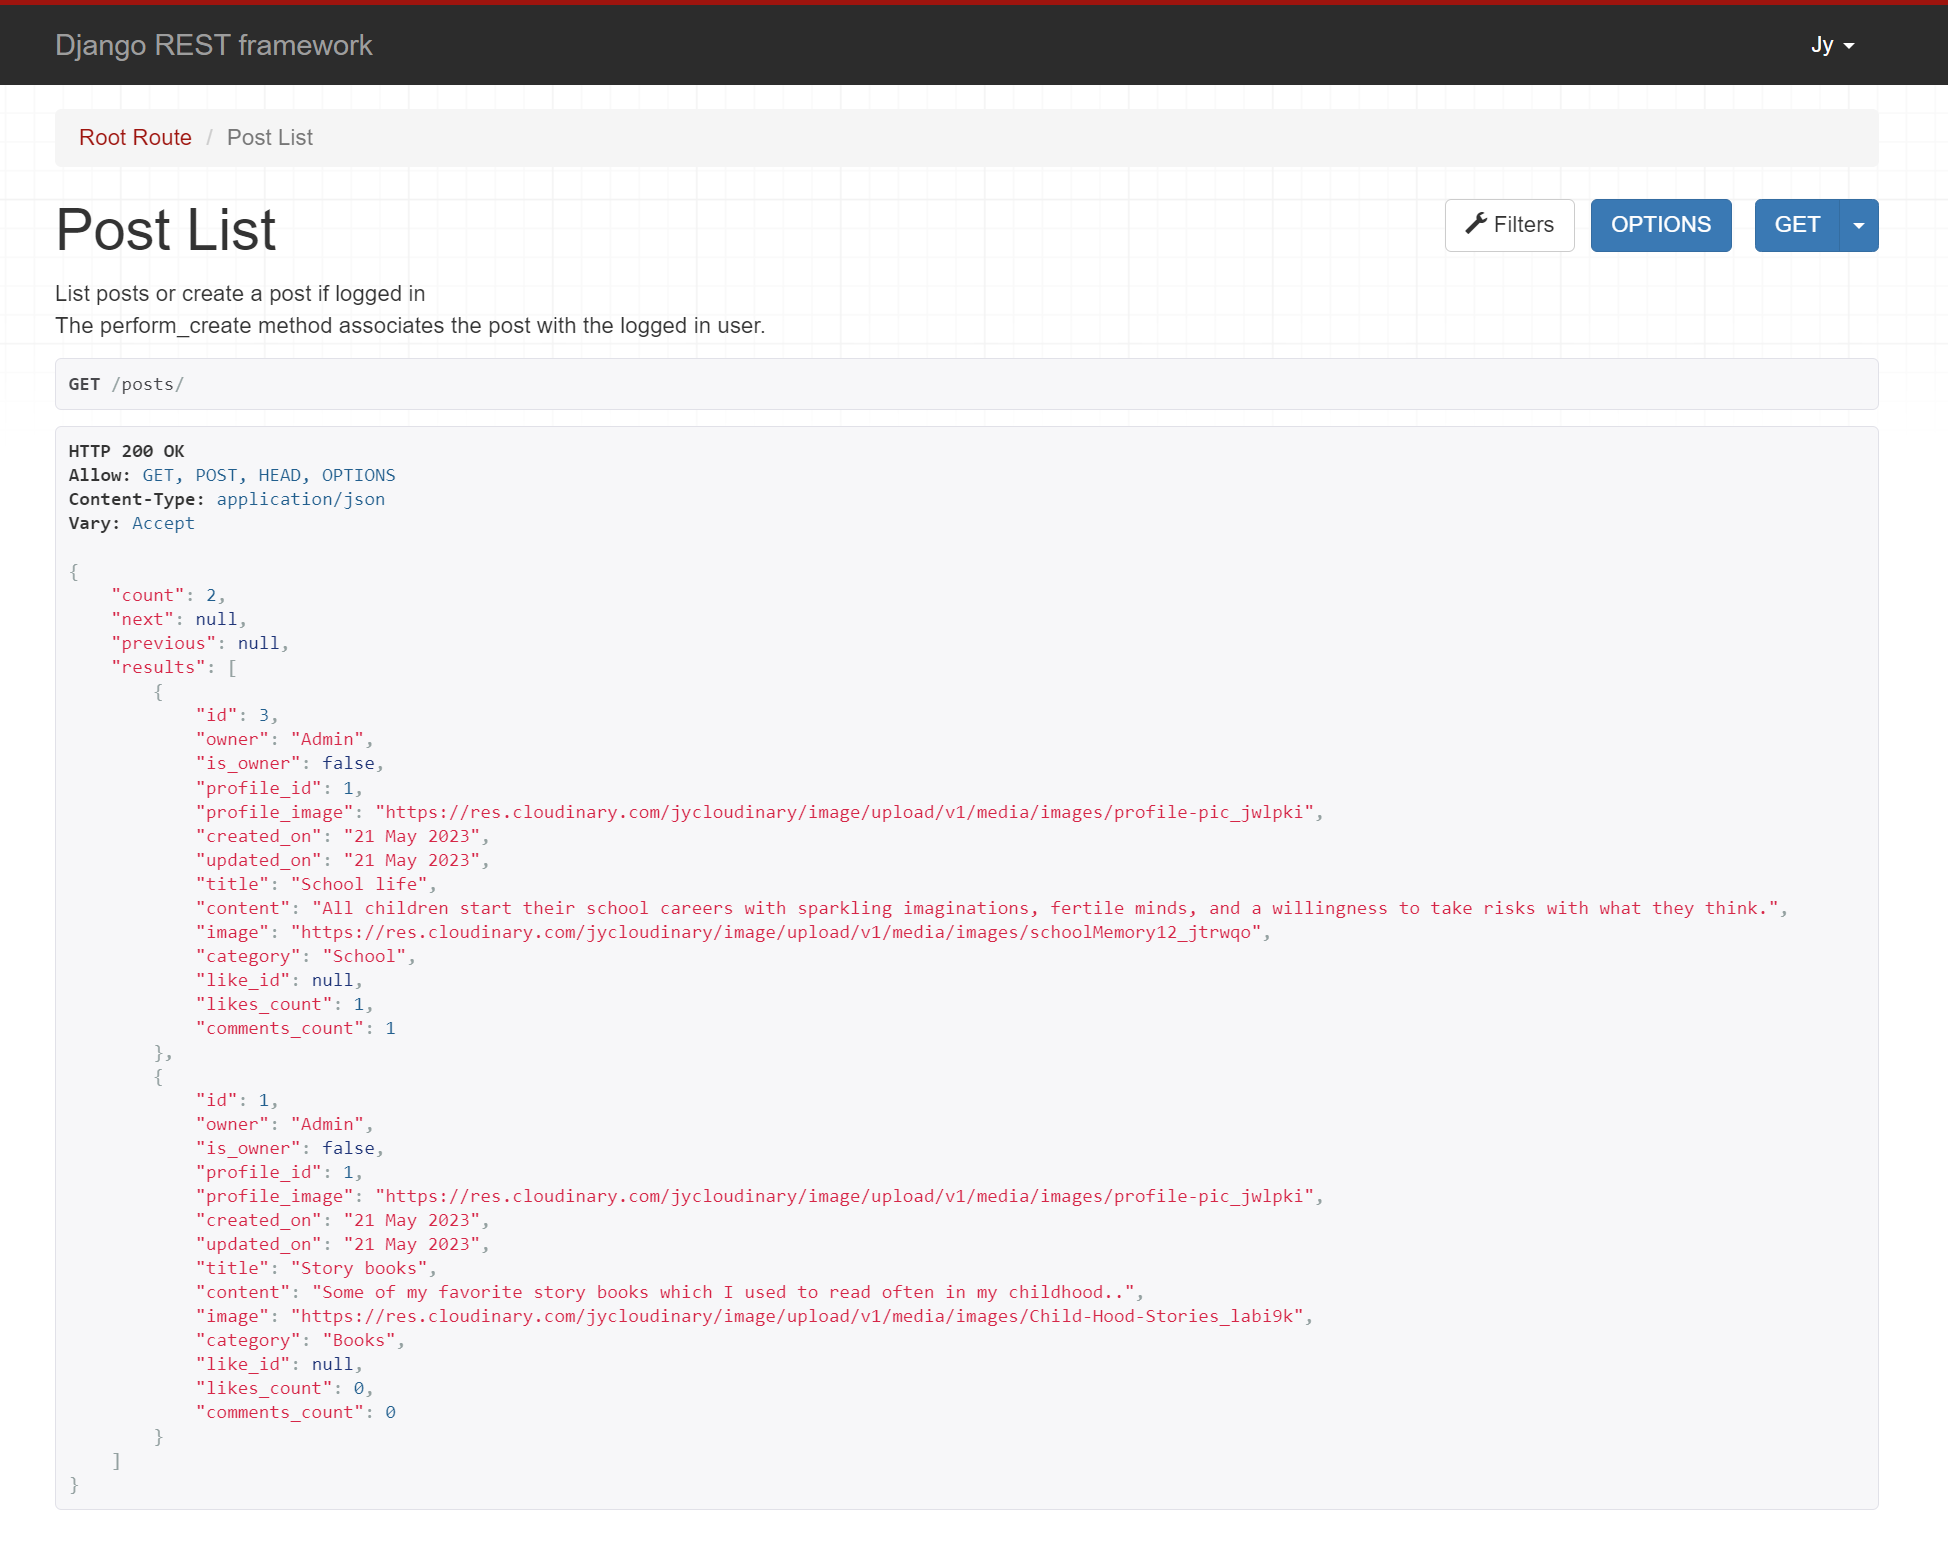 Django REST framework
Jy
Root Route / Post List
Post List
Filters
OPTIONS
GET
List posts or create a post if logged in
The perform_create method associates the post with the logged in user.
GET /posts/
HTTP 200 OK
Allow: GET, POST, HEAD, OPTIONS
Content-Type: application/json
Vary: Accept
{
    "count": 2,
    "next": null,
    "previous": null,
    "results": [
        {
            "id": 3,
            "owner": "Admin",
            "is_owner": false,
            "profile_id": 1,
            "profile_image": "https://res.cloudinary.com/jycloudinary/image/upload/v1/media/images/profile-pic_jwlpki",
            "created_on": "21 May 2023",
            "updated_on": "21 May 2023",
            "title": "School life",
            "content": "All children start their school careers with sparkling imaginations, fertile minds, and a willingness to take risks with what they think.",
            "image": "https://res.cloudinary.com/jycloudinary/image/upload/v1/media/images/schoolMemory12_jtrwqo",
            "category": "School",
            "like_id": null,
            "likes_count": 1,
            "comments_count": 1
        },
        {
            "id": 1,
            "owner": "Admin",
            "is_owner": false,
            "profile_id": 1,
            "profile_image": "https://res.cloudinary.com/jycloudinary/image/upload/v1/media/images/profile-pic_jwlpki",
            "created_on": "21 May 2023",
            "updated_on": "21 May 2023",
            "title": "Story books",
            "content": "Some of my favorite story books which I used to read often in my childhood..",
            "image": "https://res.cloudinary.com/jycloudinary/image/upload/v1/media/images/Child-Hood-Stories_labi9k",
            "category": "Books",
            "like_id": null,
            "likes_count": 0,
            "comments_count": 0
        }
    ]
}